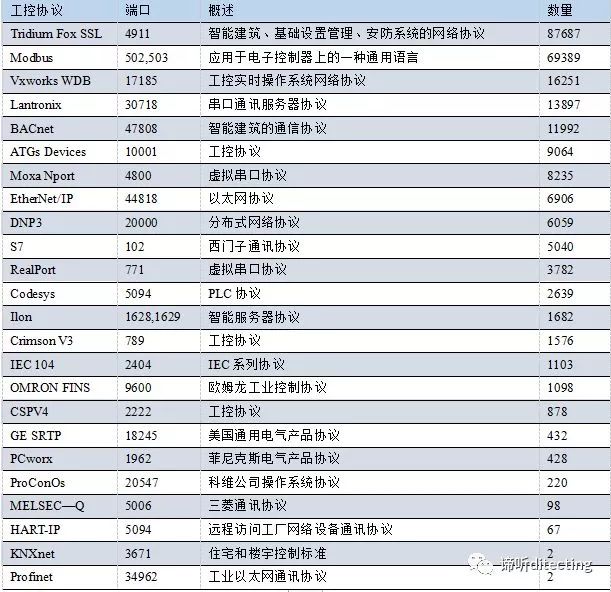 工控协议 端口 概述 数量
Tridium Fox SSL 4911 智能建筑、基础设置管理、安防系统的网络协议 87687
Modbus 502,503 应用于电子控制器上的一种通用语言 69389
Vxworks WDB 17185 工控实时操作系统网络协议 16251
Lantronix 30718 串口通讯服务器协议 13897
BACnet 47808 智能建筑的通信协议 11992
ATGs Devices 10001 工控协议 9064
Moxa Nport 4800 虚拟串口协议 8235
EtherNet/IP 44818 以太网协议 6906
DNP3 20000 分布式网络协议 6059
S7 102 西门子通讯协议 5040
RealPort 771 虚拟串口协议 3782
Codesys 5094 PLC 协议 2639
Ilon 1628,1629 智能服务器协议 1682
Crimson V3 789 工控协议 1576
IEC 104 2404 IEC 系列协议 1103
OMRON FINS 9600 欧姆龙工业控制协议 1098
CSPV4 2222 工控协议 878
GE SRTP 18245 美国通用电气产品协议 432
PCworx 1962 菲尼克斯电气产品协议 428
ProConOs 20547 科维公司操作系统协议 220
MELSEC—Q 5006 三菱通讯协议 98
HART-IP 5094 远程访问工厂网络设备通讯协议 67
KNXnet 3671 住宅和楼宇控制标准 2
Profinet 34962 工业以太网通讯协议 2
谛听ditecting